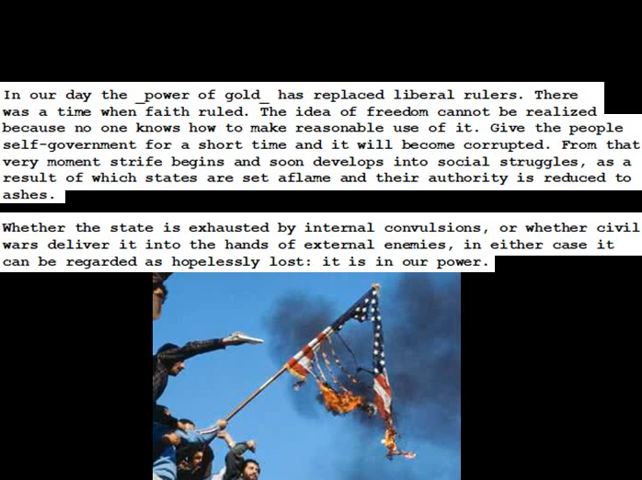 In our day the _power of gold_ has replaced liberal rulers. There
was a time when faith ruled. The idea of freedom cannot be realized
because no one knows how to make reasonable use of it. Give the people
self-government for a short time and it will become corrupted. From that
very moment strife begins and soon develops into social struggles, as a
result of which states are set aflame and their authority is reduced to
ashes.
Whether the state is exhausted by internal convulsions, or whether civil
wars deliver it into the hands of external enemies, in either case it
can be regarded as hopelessly lost: it is in our power.